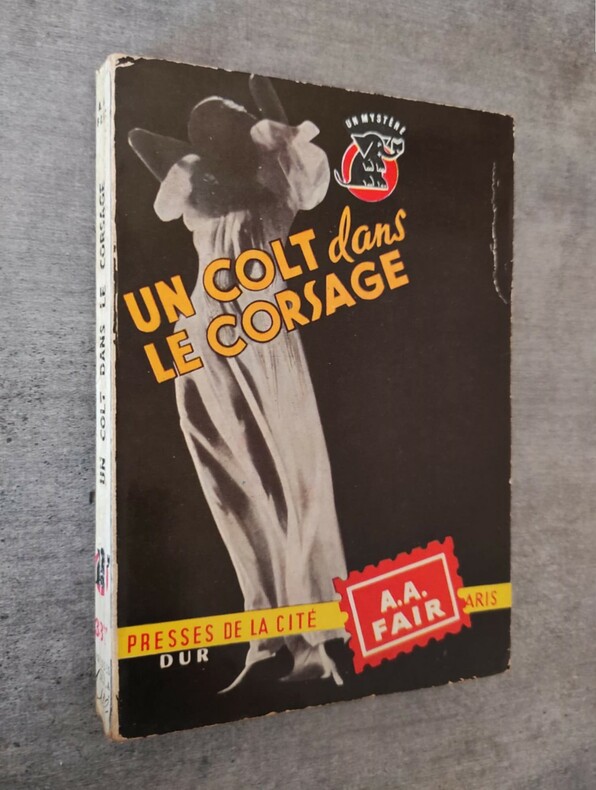 UN MYSTÈRE
UN COLT dans
LE CORSAGE
PRESSES DE LA CITÉ
A.A.
FAIR
ARIS
DUR
UN COLT DANS LE CORSAGE